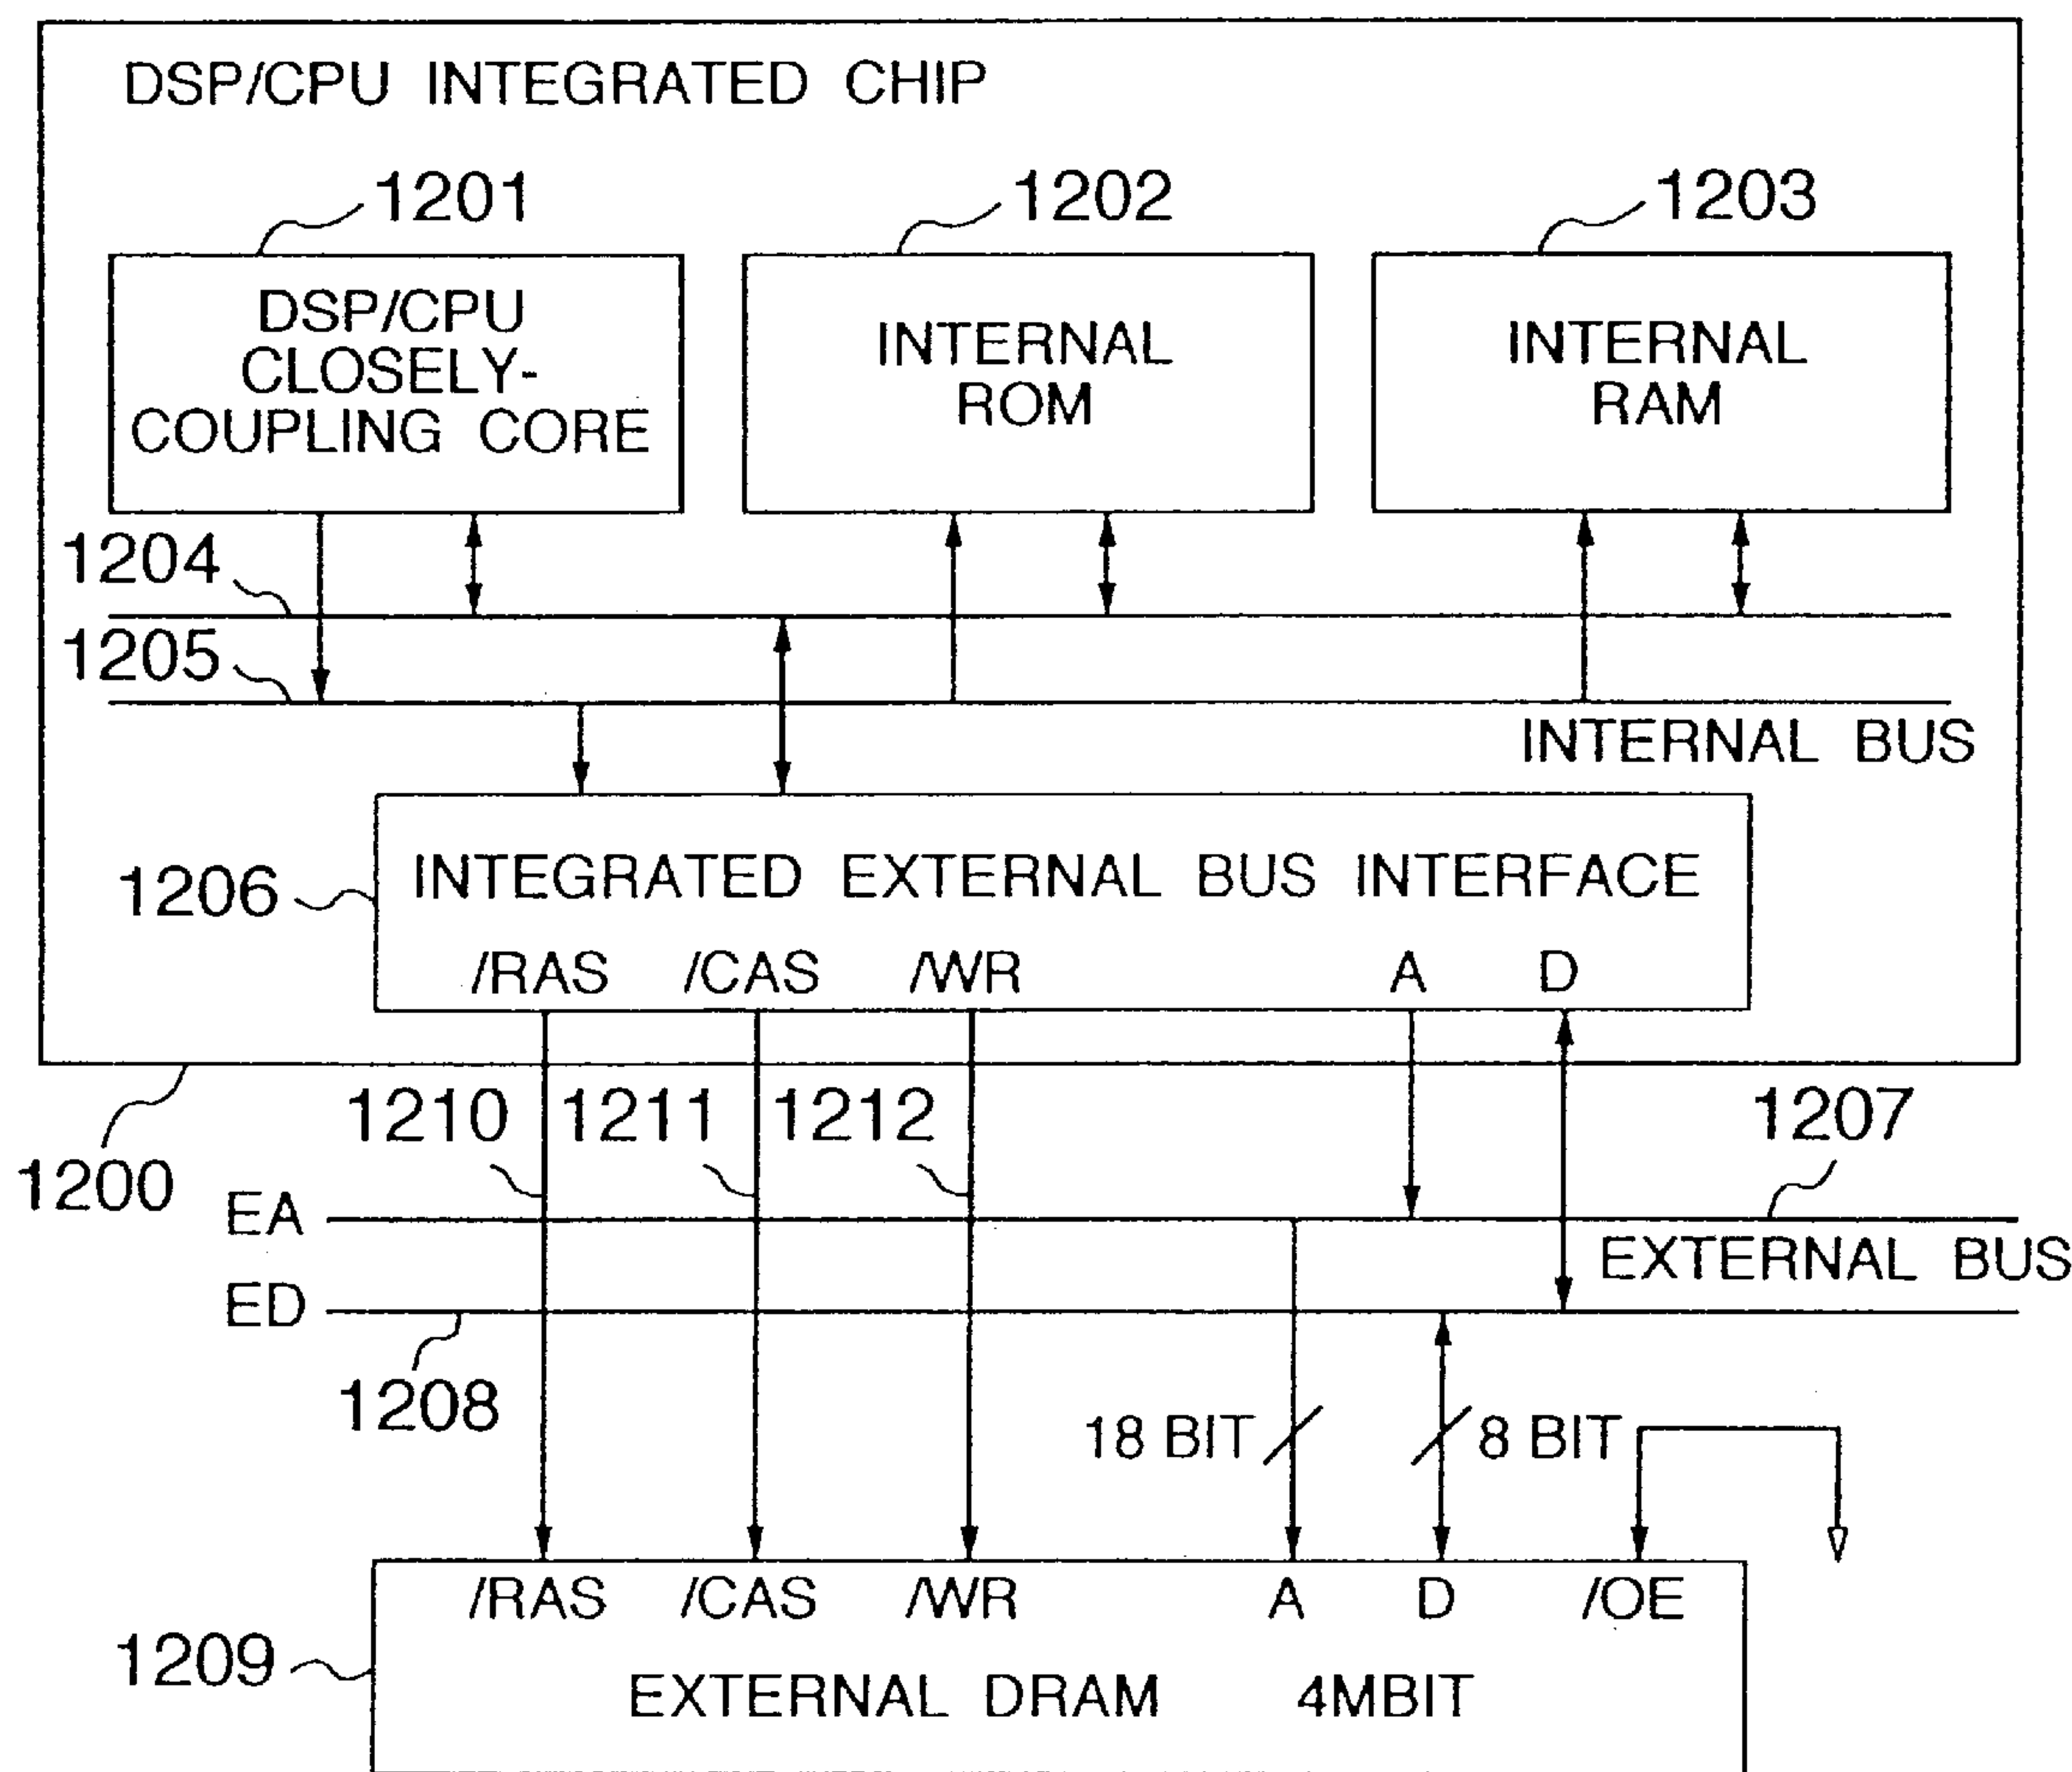 DSP/CPU INTEGRATED CHIP
1201
1202
1203
DSP/CPU
CLOSELY-
COUPLING CORE
INTERNAL
ROM
INTERNAL
RAM
1204
1205
INTERNAL BUS
1206
INTEGRATED EXTERNAL BUS INTERFACE
/RAS /CAS /WR A D
1210 1211 1212 1207
1200
EA
EXTERNAL BUS
ED
1208
18 BIT 8 BIT
/RAS /CAS /WR A D /OE
1209
EXTERNAL DRAM 4MBIT